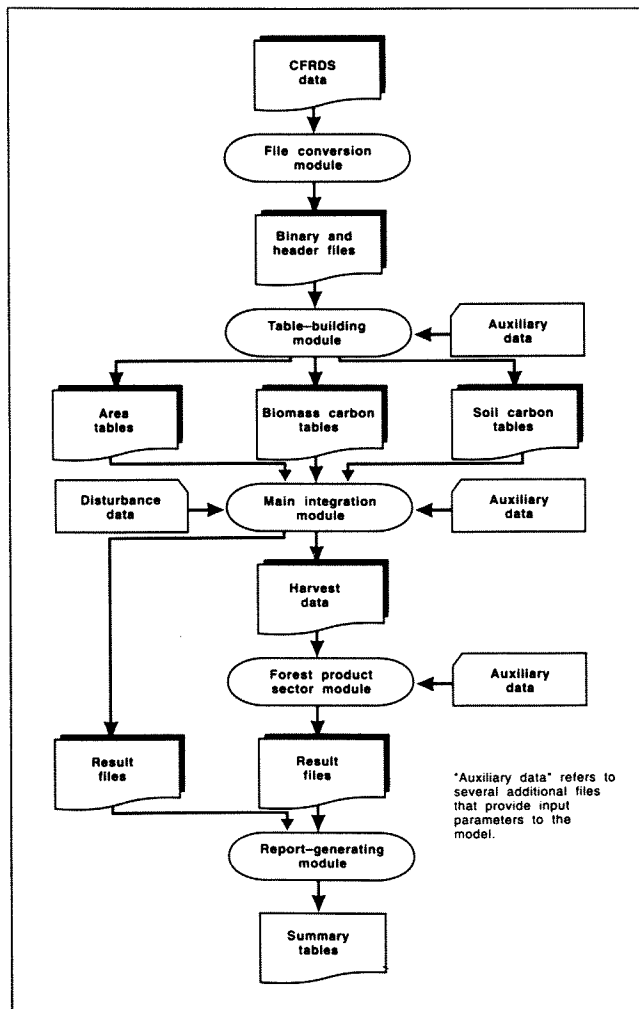 CFRDS
data
File conversion
module
Binary and
header files
Table-building
module
Auxiliary
data
Area
tables
Biomass carbon
tables
Soil carbon
tables
Disturbance
data
Main integration
module
Auxiliary
data
Harvest
data
Forest product
sector module
Auxiliary
data
Result
files
Result
files
"Auxiliary data" refers to
several additional files
that provide input
parameters to the
model.
Report-generating
module
Summary
tables